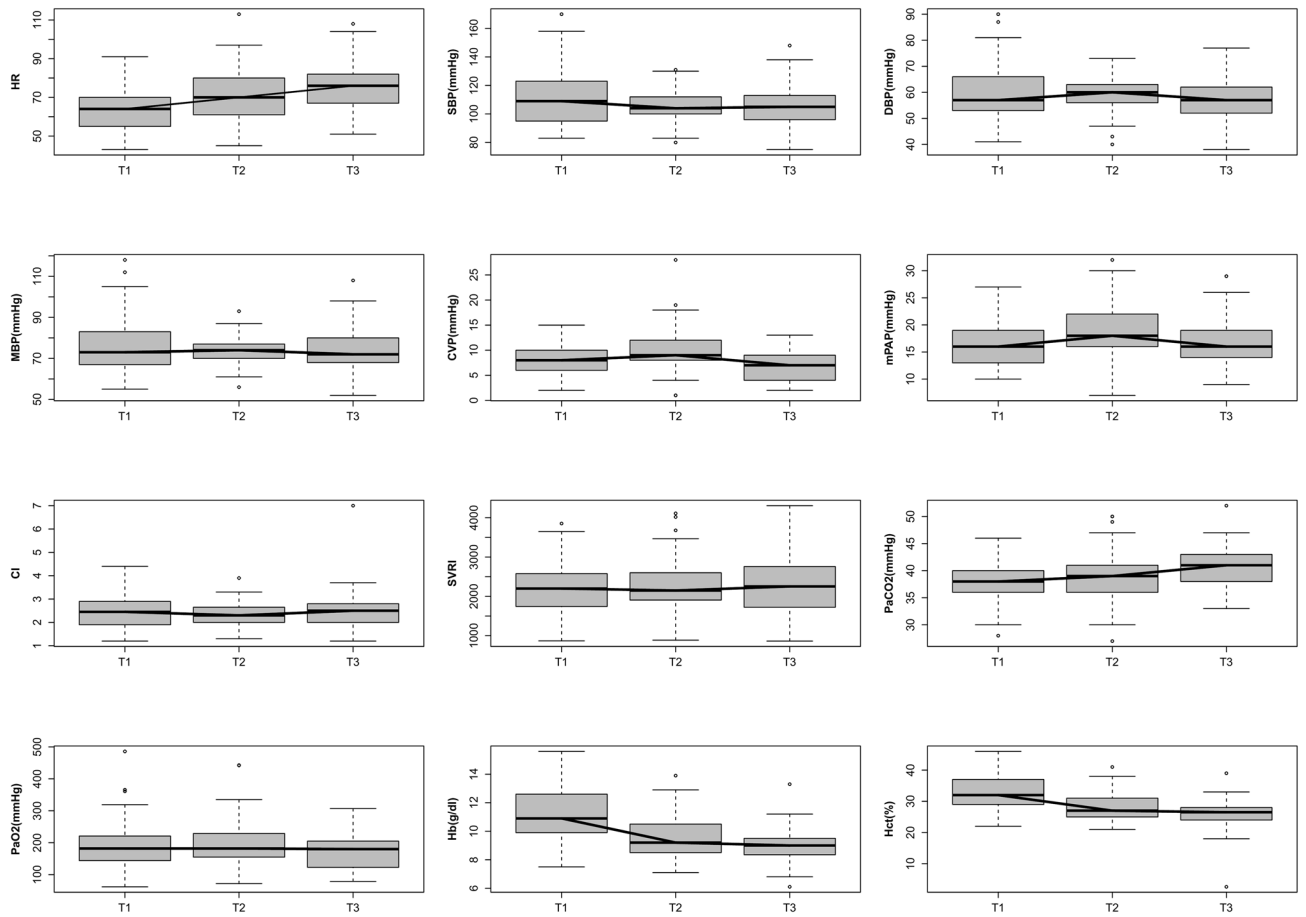 HR
50
70
90
110
T1
T2
T3
SBP(mmHg)
80
100
120
140
160
T1
T2
T3
DBP(mmHg)
40
50
60
70
80
90
T1
T2
T3
MBP(mmHg)
50
70
90
110
T1
T2
T3
CVP(mmHg)
0
5
10
15
20
25
T1
T2
T3
mPAP(mmHg)
10
15
20
25
30
T1
T2
T3
CI
1
2
3
4
5
6
7
T1
T2
T3
SVRI
1000
2000
3000
4000
T1
T2
T3
PaCO2(mmHg)
30
35
40
45
50
T1
T2
T3
PaO2(mmHg)
100
200
300
400
500
T1
T2
T3
Hb(g/dl)
6
8
10
12
14
T1
T2
T3
Hct(%)
10
20
30
40
T1
T2
T3